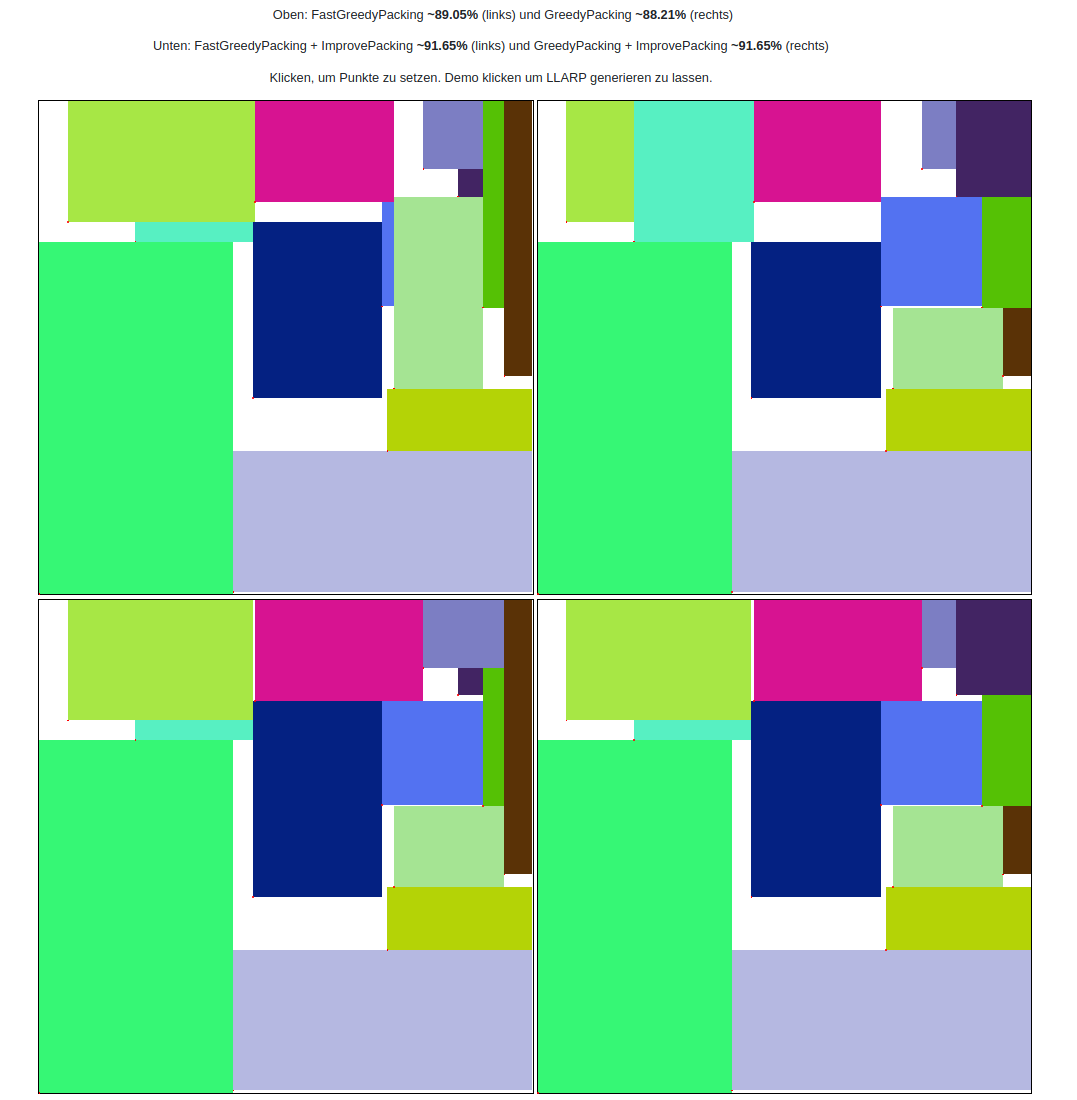 Oben: FastGreedyPacking ~89.05% (links) und GreedyPacking ~88.21% (rechts)
Unten: FastGreedyPacking + ImprovePacking ~91.65% (links) und GreedyPacking + ImprovePacking ~91.65% (rechts)
Klicken, um Punkte zu setzen. Demo klicken um LLARP generieren zu lassen.